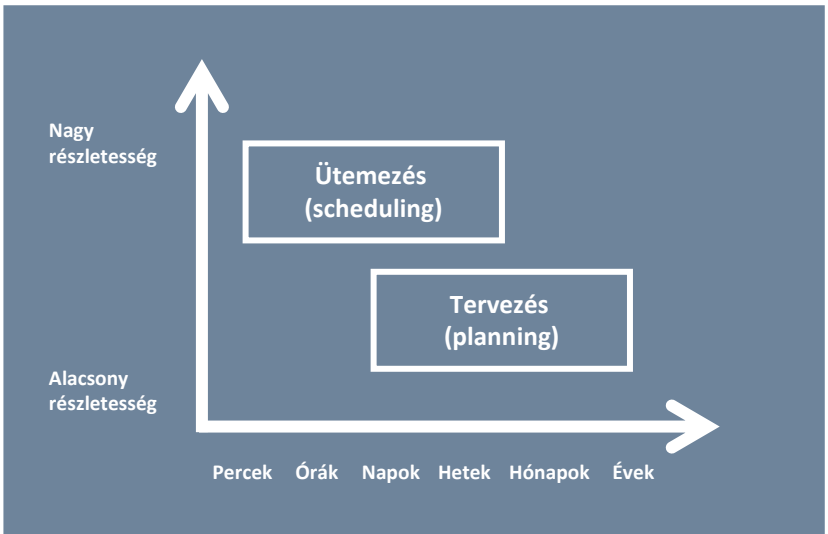 Nagy
részletesség
Ütemezés
(scheduling)
Tervezés
(planning)
Alacsony
részletesség
Percek Órák Napok Hetek Hónapok Évek